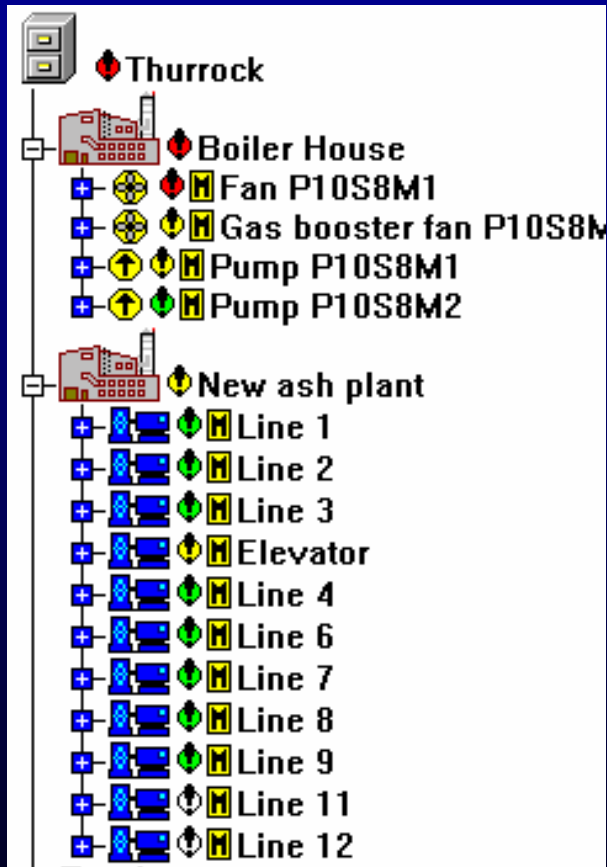 Thurrock
Boiler House
M Fan P10S8M1
M Gas booster fan P10S8M
M Pump P10S8M1
M Pump P10S8M2
New ash plant
M Line 1
M Line 2
M Line 3
M Elevator
M Line 4
M Line 6
M Line 7
M Line 8
M Line 9
M Line 11
M Line 12